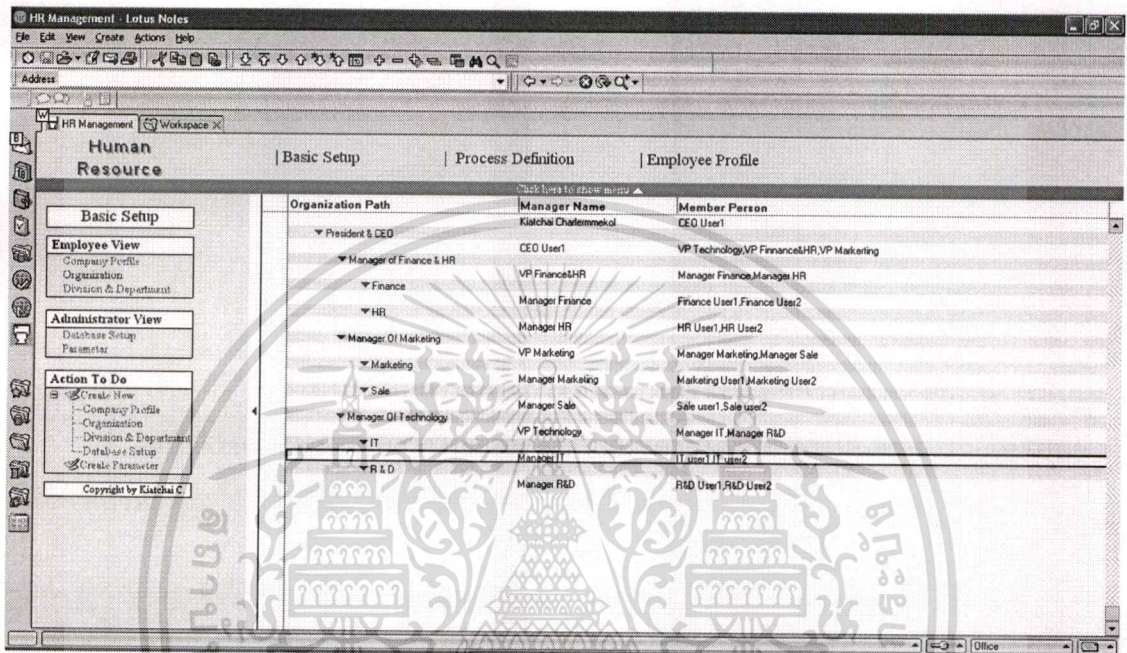 HR Management - Lotus Notes
File Edit View Create Actions Help
Address
HR Management Workspace
Human
Resource
| Basic Setup | Process Definition | Employee Profile
Click here to show menu
Basic Setup
Employee View
Company Porfile
Organization
Division & Department
Administrator View
Database Setup
Parameter
Action To Do
Create New
Company Profile
Organization
Division & Department
Database Setup
Create Parameter
Copyright by Kiatchai C.
Organization Path Manager Name Member Person
Kiatchai Charlermmekol CEO User1
President & CEO
CEO User1 VP Technology,VP Finnance&HR,VP Markerting
Manager of Finance & HR
VP Finance&HR Manager Finance,Manager HR
Finance
Manager Finance Finance User1,Finance User2
HR
Manager HR HR User1,HR User2
Manager Of Marketing
VP Marketing Manager Marketing,Manager Sale
Marketing
Manager Marketing Marketing User1,Marketing User2
Sale
Manager Sale Sale user1,Sale user2
Manager Of Technology
VP Technology Manager IT,Manager R&D
IT
Manager IT IT user1,IT user2
R & D
Manager R&D R&D User1,R&D User2
Office